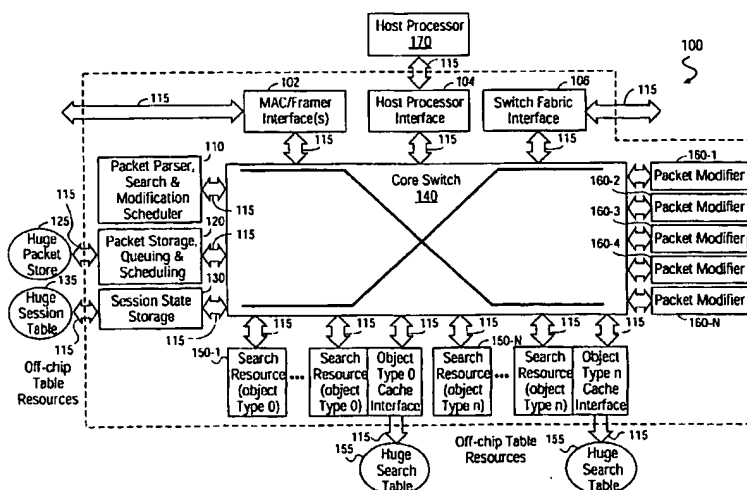 Host Processor
170
115
100
102
104
106
115
MAC/Framer
Interface(s)
Host Processor
Interface
Switch Fabric
Interface
115
115
115
115
110
Packet Parser,
Search &
Modification
Scheduler
115
Core Switch
140
160-1
Packet Modifier
160-2
Packet Modifier
160-3
Packet Modifier
160-4
Packet Modifier
Packet Modifier
160-N
115
125
Huge
Packet
Store
120
Packet Storage,
Queuing &
Scheduling
115
135
Huge
Session
Table
130
Session State
Storage
115
115
Off-chip
Table
Resources
115
115
115
115
115
115
150-1
Search
Resource
(object
Type 0)
...
Search
Resource
(object
Type 0)
Object
Type 0
Cache
Interface
150-N
Search
Resource
(object
Type n)
...
Search
Resource
(object
Type n)
Object
Type n
Cache
Interface
115
155
Huge
Search
Table
Off-chip Table
Resources
115
155
Huge
Search
Table